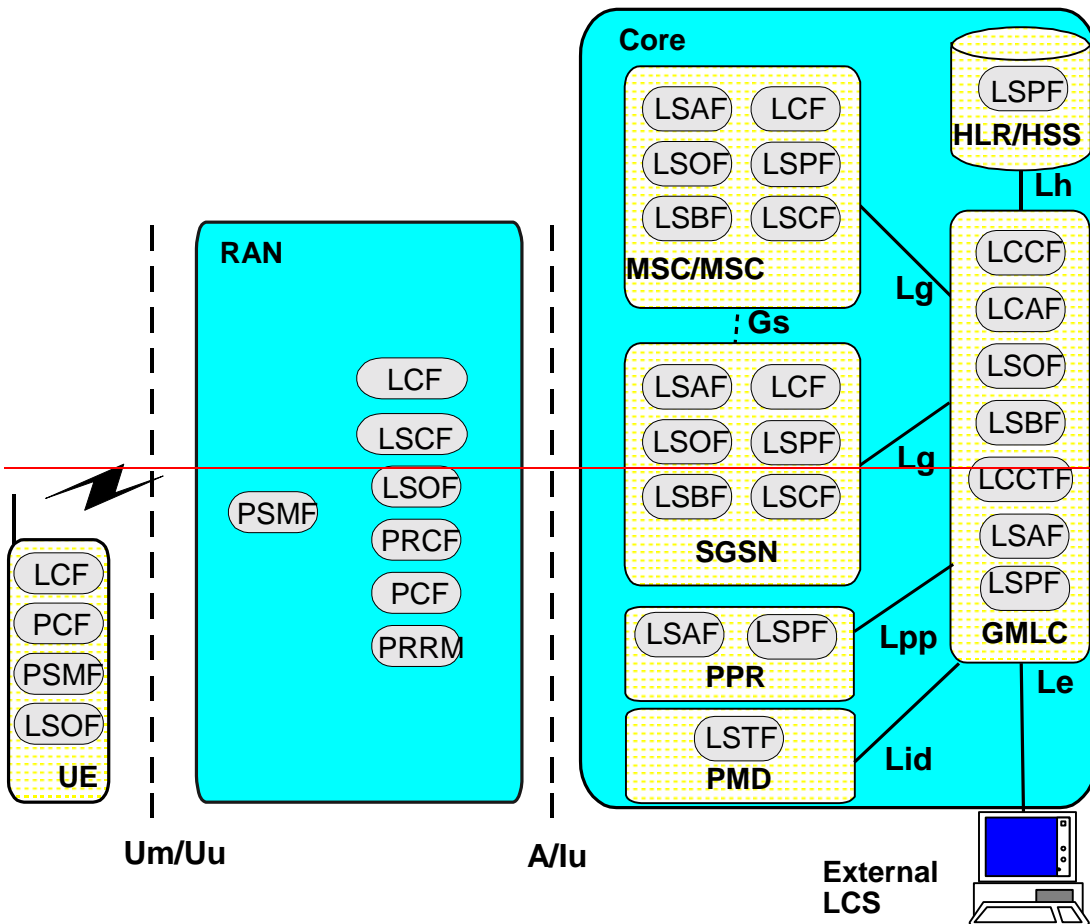 Core
LSAF LCF
LSOF LSPF
LSBF LSCF
MSC/MSC
LSPF
HLR/HSS
Lh
Lg
Gs
LSAF LCF
LSOF LSPF
LSBF LSCF
SGSN
Lg
LCCF
LCAF
LSOF
LSBF
LCCTF
LSAF
LSPF
GMLC
LSAF LSPF
PPR
Lpp
LSTF
PMD
Lid
Le
RAN
LCF
LSCF
LSOF
PSMF
PRCF
PCF
PRRM
LCF
PCF
PSMF
LSOF
UE
Um/Uu
A/Iu
External
LCS